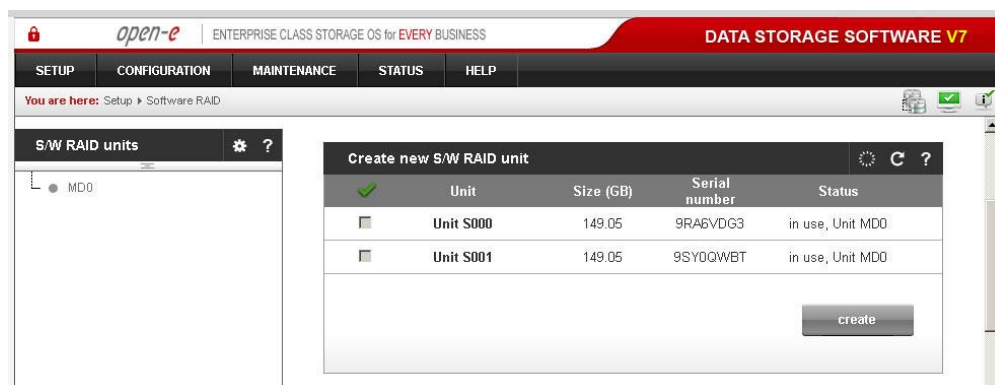 open-e ENTERPRISE CLASS STORAGE OS for EVERY BUSINESS DATA STORAGE SOFTWARE V7
SETUP CONFIGURATION MAINTENANCE STATUS HELP
You are here: Setup Software RAID
S/W RAID units ?
MD0
Create new S/W RAID unit ?
Unit Size (GB) Serial number Status
Unit S000 149.05 9RA6VDG3 in use, Unit MD0
Unit S001 149.05 9SY0QWBT in use, Unit MD0
create